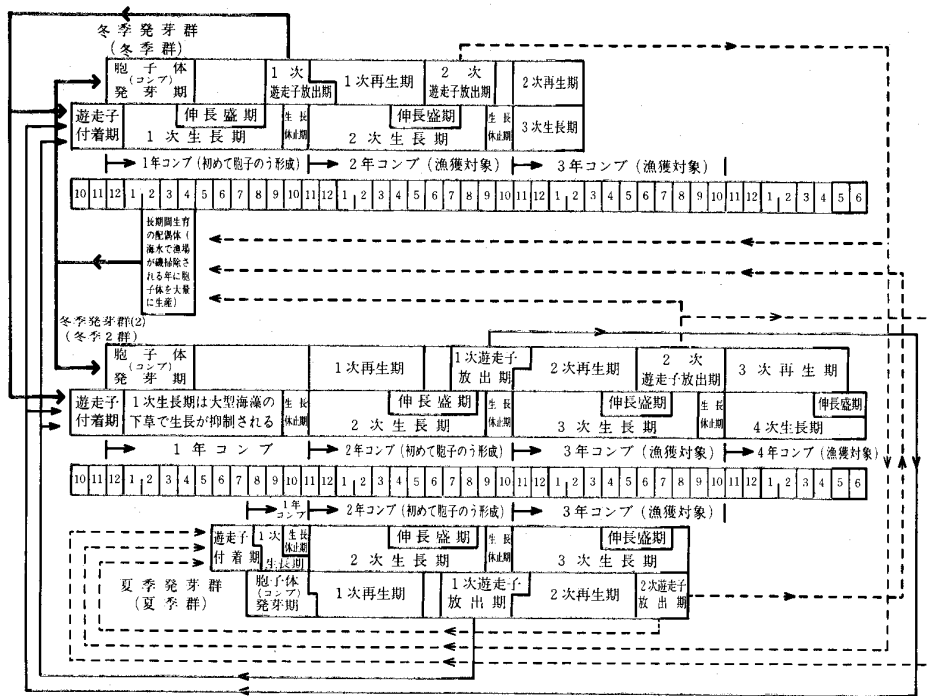 冬季発芽群
(冬季群)
胞子体
(コンブ)
発芽期
1次
遊走子放出期
1次再生期
2次
遊走子放出期
2次再生期
遊走子
付着期
伸長盛期
1次生長期
生長
休止期
伸長盛期
2次生長期
生長
休止期
3次生長期
1年コンブ(初めて胞子のう形成)
2年コンブ(漁獲対象)
3年コンブ(漁獲対象)
10 11 12 1 2 3 4 5 6 7 8 9 10 11 12 1 2 3 4 5 6 7 8 9 10 11 12 1 2 3 4 5 6 7 8 9 10 11 12 1 2 3 4 5 6
長期間生育
の配偶体(
海水で漁場
が磯掃除さ
れる年に胞
子体を大量
に生産)
冬季発芽群(2)
(冬季2群)
胞子体
(コンブ)
発芽期
1次再生期
1次遊走子
放出期
2次再生期
2次
遊走子放出期
3次再生期
遊走子
付着期
1次生長期は大型海藻の
下草で生長が抑制される
生長
休止期
伸長盛期
2次生長期
生長
休止期
伸長盛期
3次生長期
生長
休止期
伸長盛期
4次生長期
1年コンブ
2年コンブ(初めて胞子のう形成)
3年コンブ(漁獲対象)
4年コンブ(漁獲対象)
10 11 12 1 2 3 4 5 6 7 8 9 10 11 12 1 2 3 4 5 6 7 8 9 10 11 12 1 2 3 4 5 6 7 8 9 10 11 12 1 2 3 4 5 6
1年
コンブ
2年コンブ(初めて胞子のう形成)
3年コンブ(漁獲対象)
遊走子
付着期
1次
生長期
生長
休止期
伸長盛期
2次生長期
生長
休止期
伸長盛期
3次生長期
夏季発芽群
(夏季群)
胞子体
(コンブ)
発芽期
1次再生期
1次遊走子
放出期
2次再生期
2次遊走子
放出期